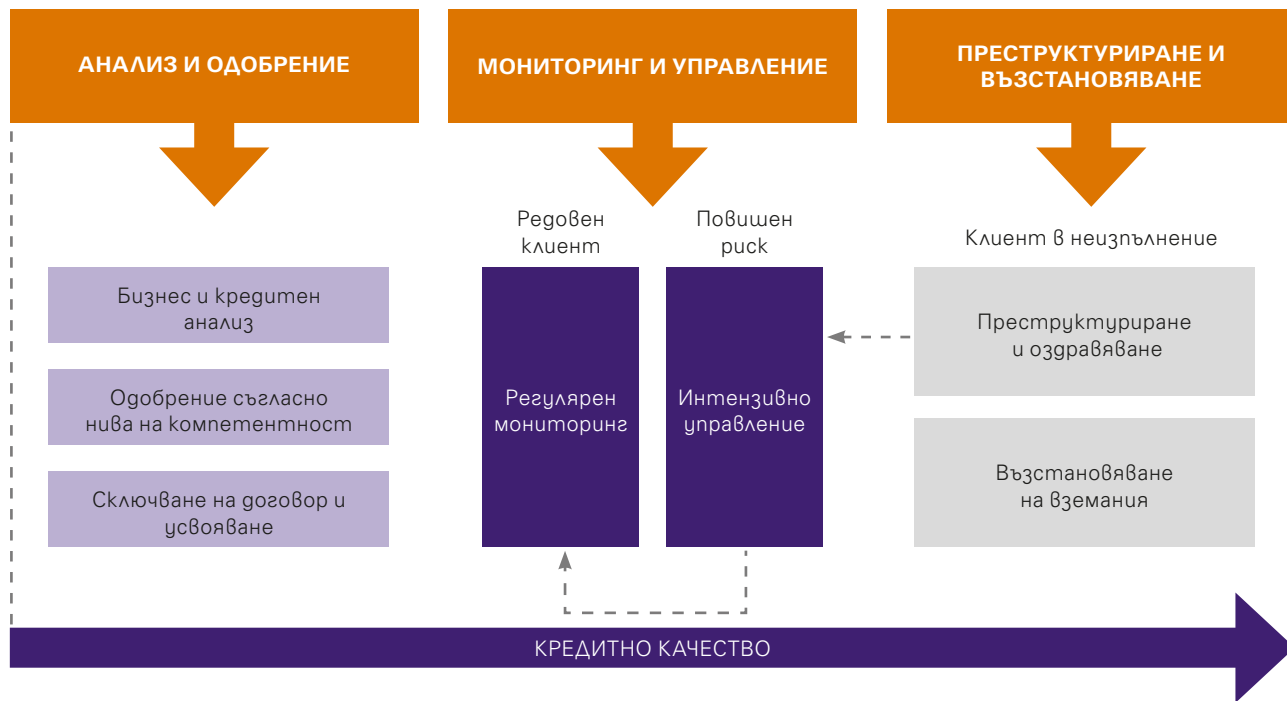 АНАЛИЗ И ОДОБРЕНИЕ
МОНИТОРИНГ И УПРАВЛЕНИЕ
ПРЕСТРУКТУРИРАНЕ И
ВЪЗСТАНОВЯВАНЕ
Бизнес и кредитен
анализ
Одобрение съгласно
нива на компетентност
Сключване на договор и
усвояване
Редовен
клиент
Регулярен
мониторинг
Повишен
риск
Интензивно
управление
Клиент в неизпълнение
Преструктуриране
и оздравяване
Възстановяване
на вземания
КРЕДИТНО КАЧЕСТВО